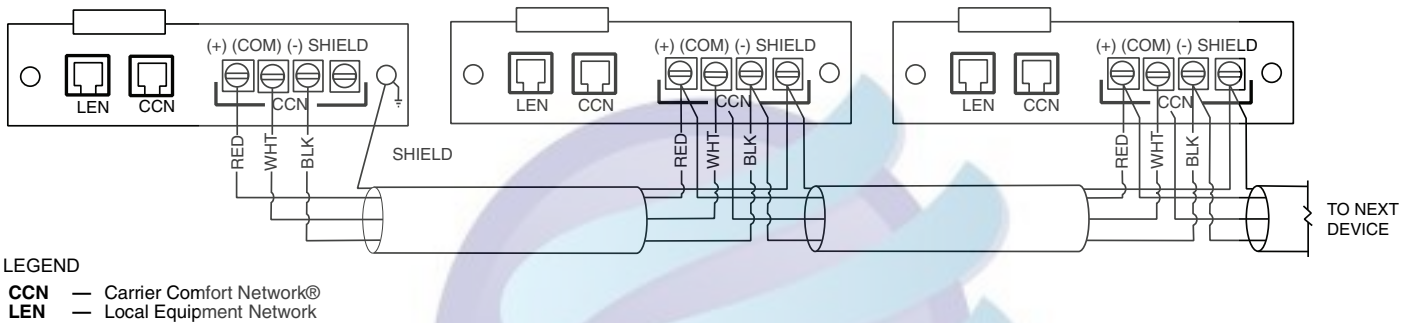 (+) (COM) (-) SHIELD
(+) (COM) (-) SHIELD
(+) (COM) (-) SHIELD
LEN
CCN
CCN
LEN
CCN
CCN
LEN
CCN
CCN
RED
WHT
BLK
SHIELD
RED
WHT
BLK
RED
WHT
BLK
TO NEXT
DEVICE
LEGEND
CCN — Carrier Comfort Network®
LEN — Local Equipment Network